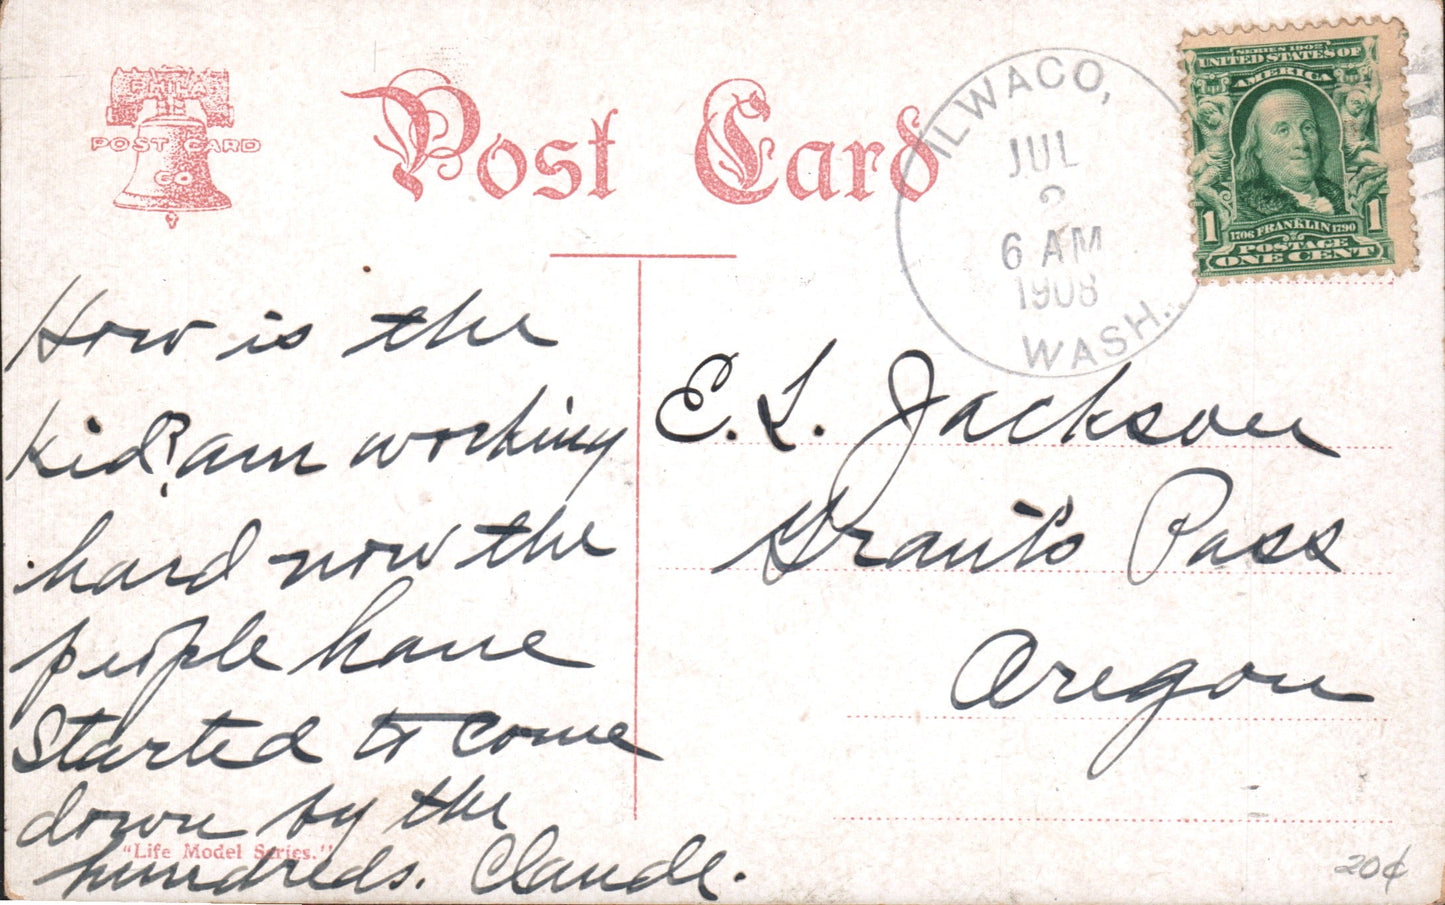 PHILA.
POST CARD
CO
Post Card
ILWACO,
JUL
2
6 AM
1908
WASH.
SERIES 1902
UNITED STATES OF
AMERICA
1706 FRANKLIN 1790
1 1
POSTAGE
ONE CENT
How is the
Kid? am working
hard now the
people have
started to come
down by the
"Life Model Series."
hundreds. Claude.
E. L. Jackson
Grants Pass
Oregon
20¢